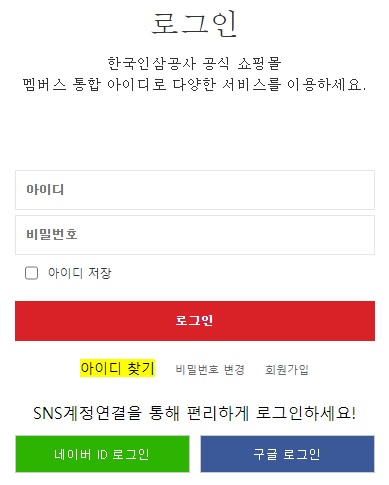 로그인
한국인삼공사 공식 쇼핑몰
멤버스 통합 아이디로 다양한 서비스를 이용하세요.
아이디
비밀번호
아이디 저장
로그인
아이디 찾기 비밀번호 변경 회원가입
SNS계정연결을 통해 편리하게 로그인하세요!
네이버 ID 로그인 구글 로그인